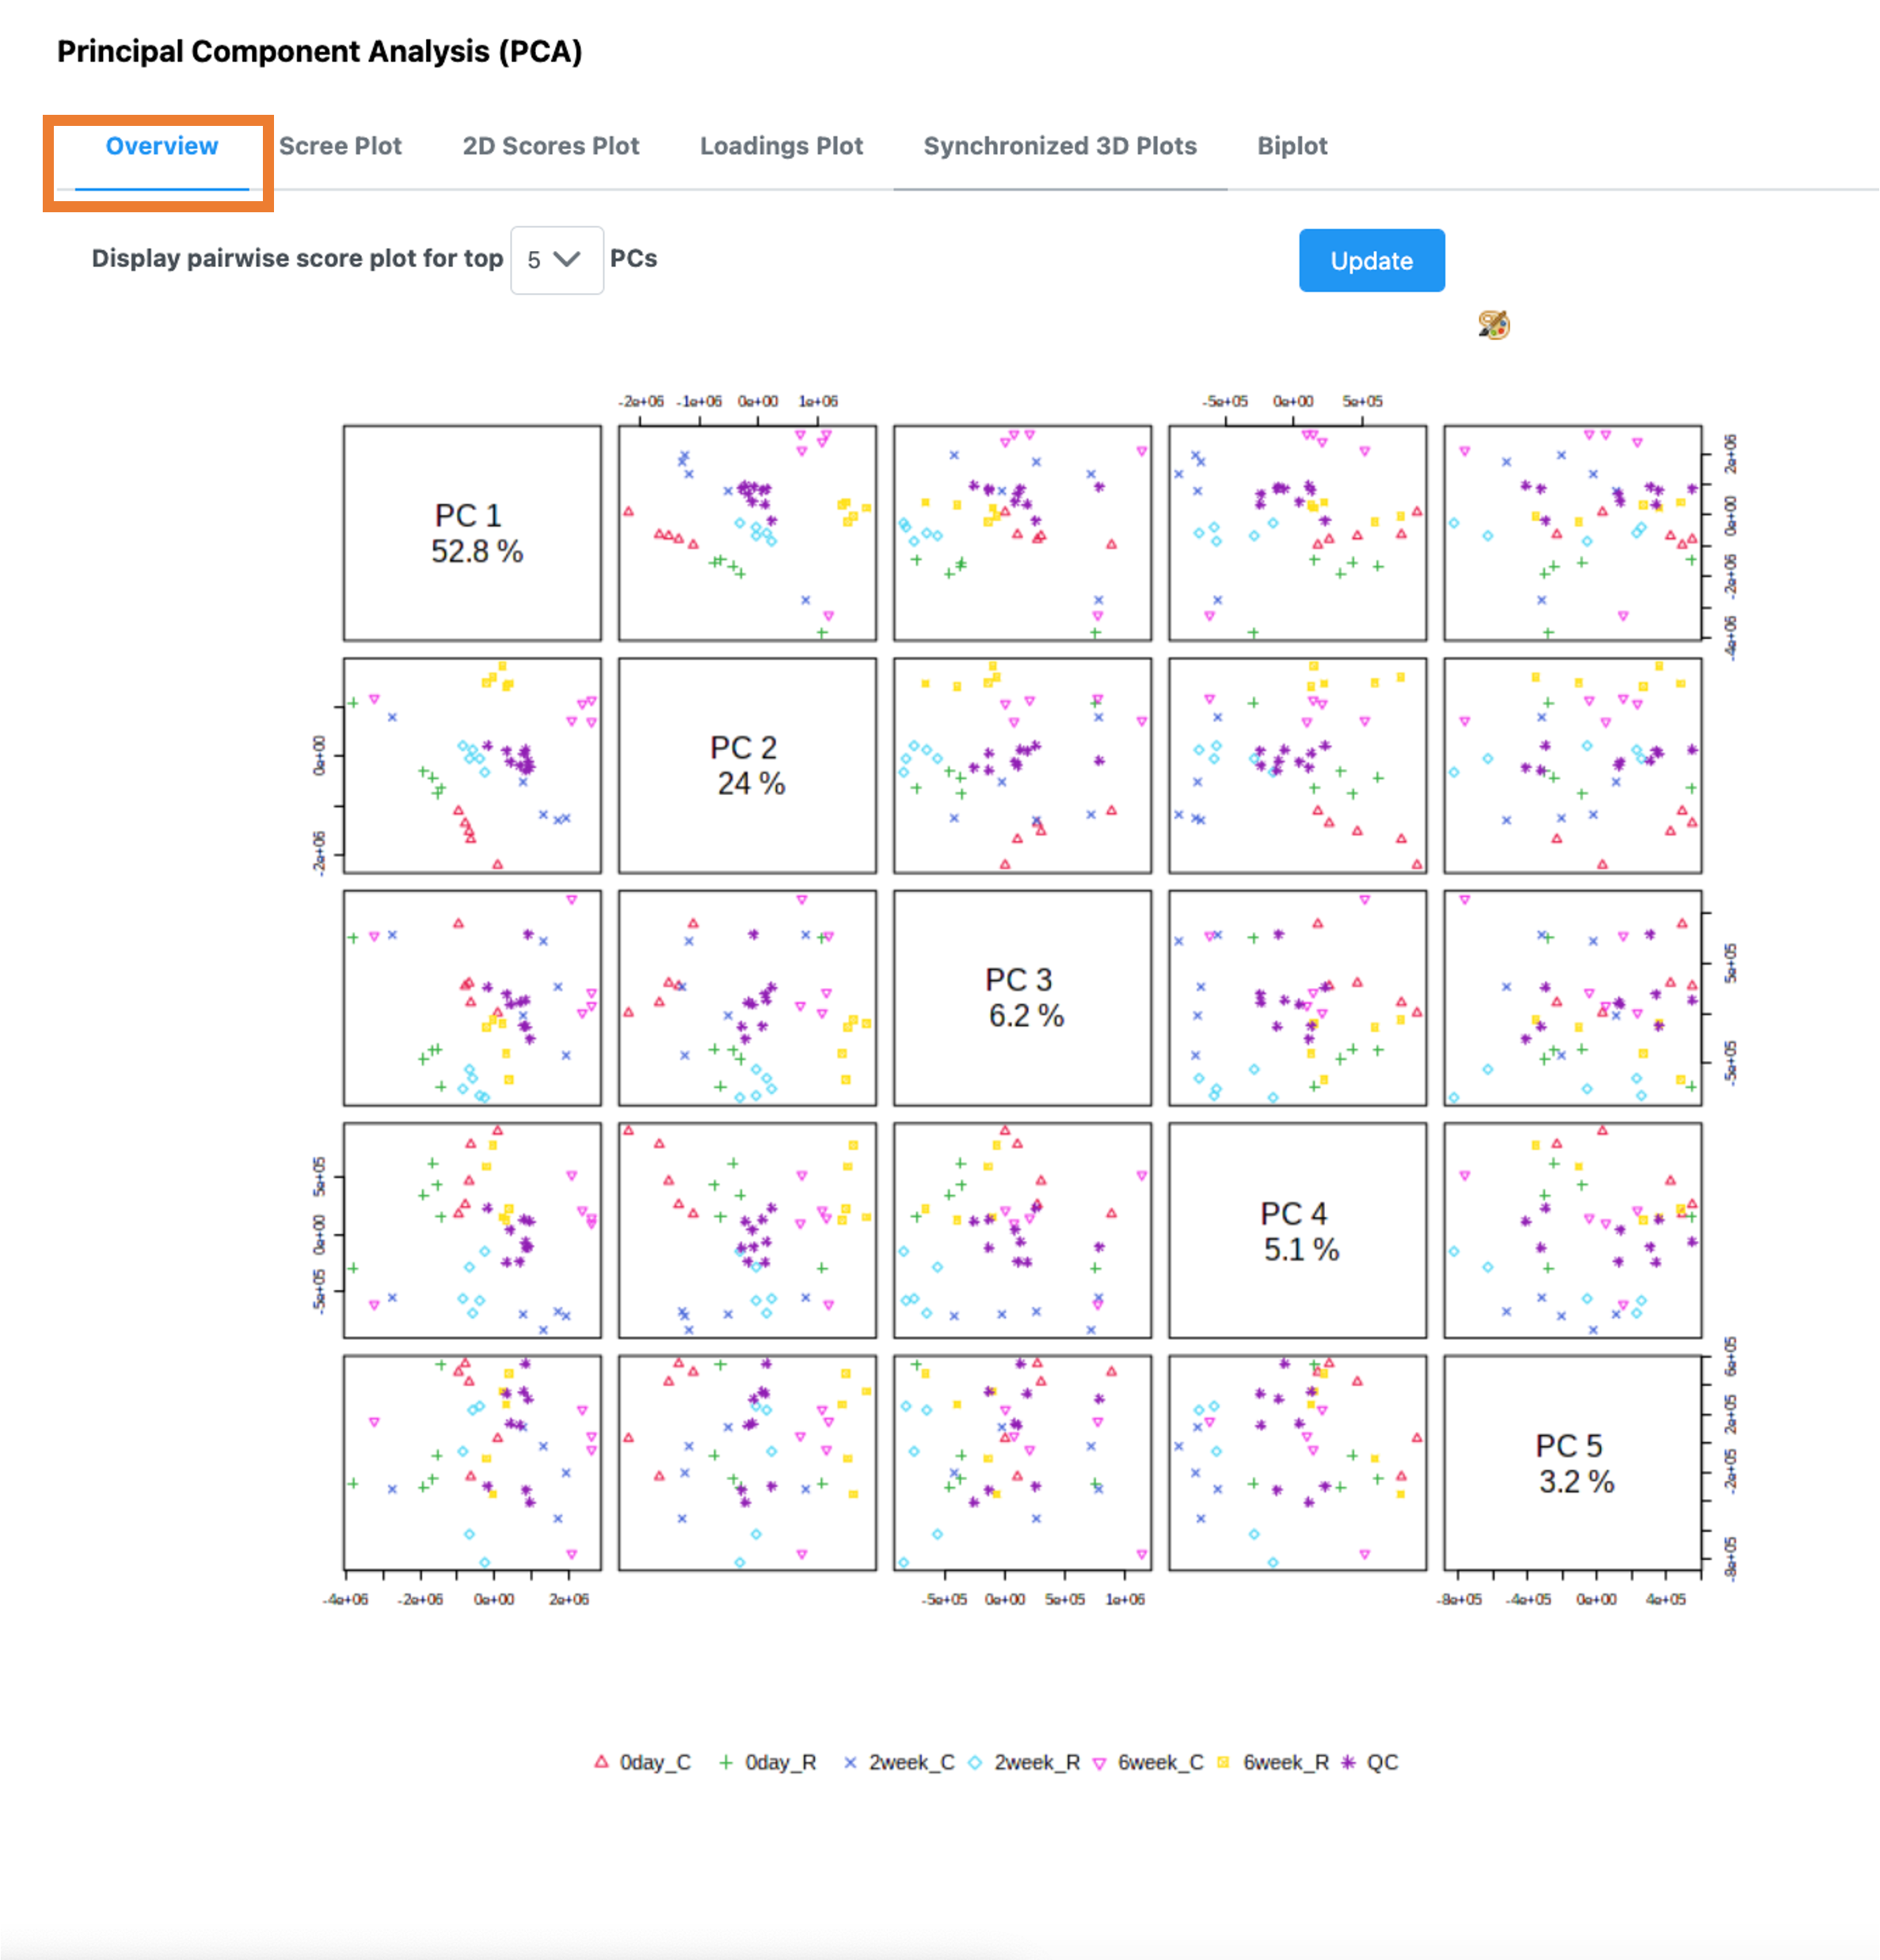 Principal Component Analysis (PCA)
Overview Scree Plot 2D Scores Plot Loadings Plot Synchronized 3D Plots Biplot
Display pairwise score plot for top 5 PCs Update
-2e+06 -1e+06 0e+00 1e+06 -5e+05 0e+00 5e+05
PC 1
52.8 %
2e+06
0e+00
-2e+06
-4e+06
PC 2
24 %
0e+00
-2e+06
PC 3
6.2 %
5e+05
-5e+05
PC 4
5.1 %
5e+05
0e+00
-5e+05
PC 5
3.2 %
6e+05
2e+05
-2e+05
-8e+05
-4e+06 -2e+06 0e+00 2e+06 -5e+05 0e+00 5e+05 1e+06 -8e+05 -4e+05 0e+00 4e+05
0day_C 0day_R 2week_C 2week_R 6week_C 6week_R QC